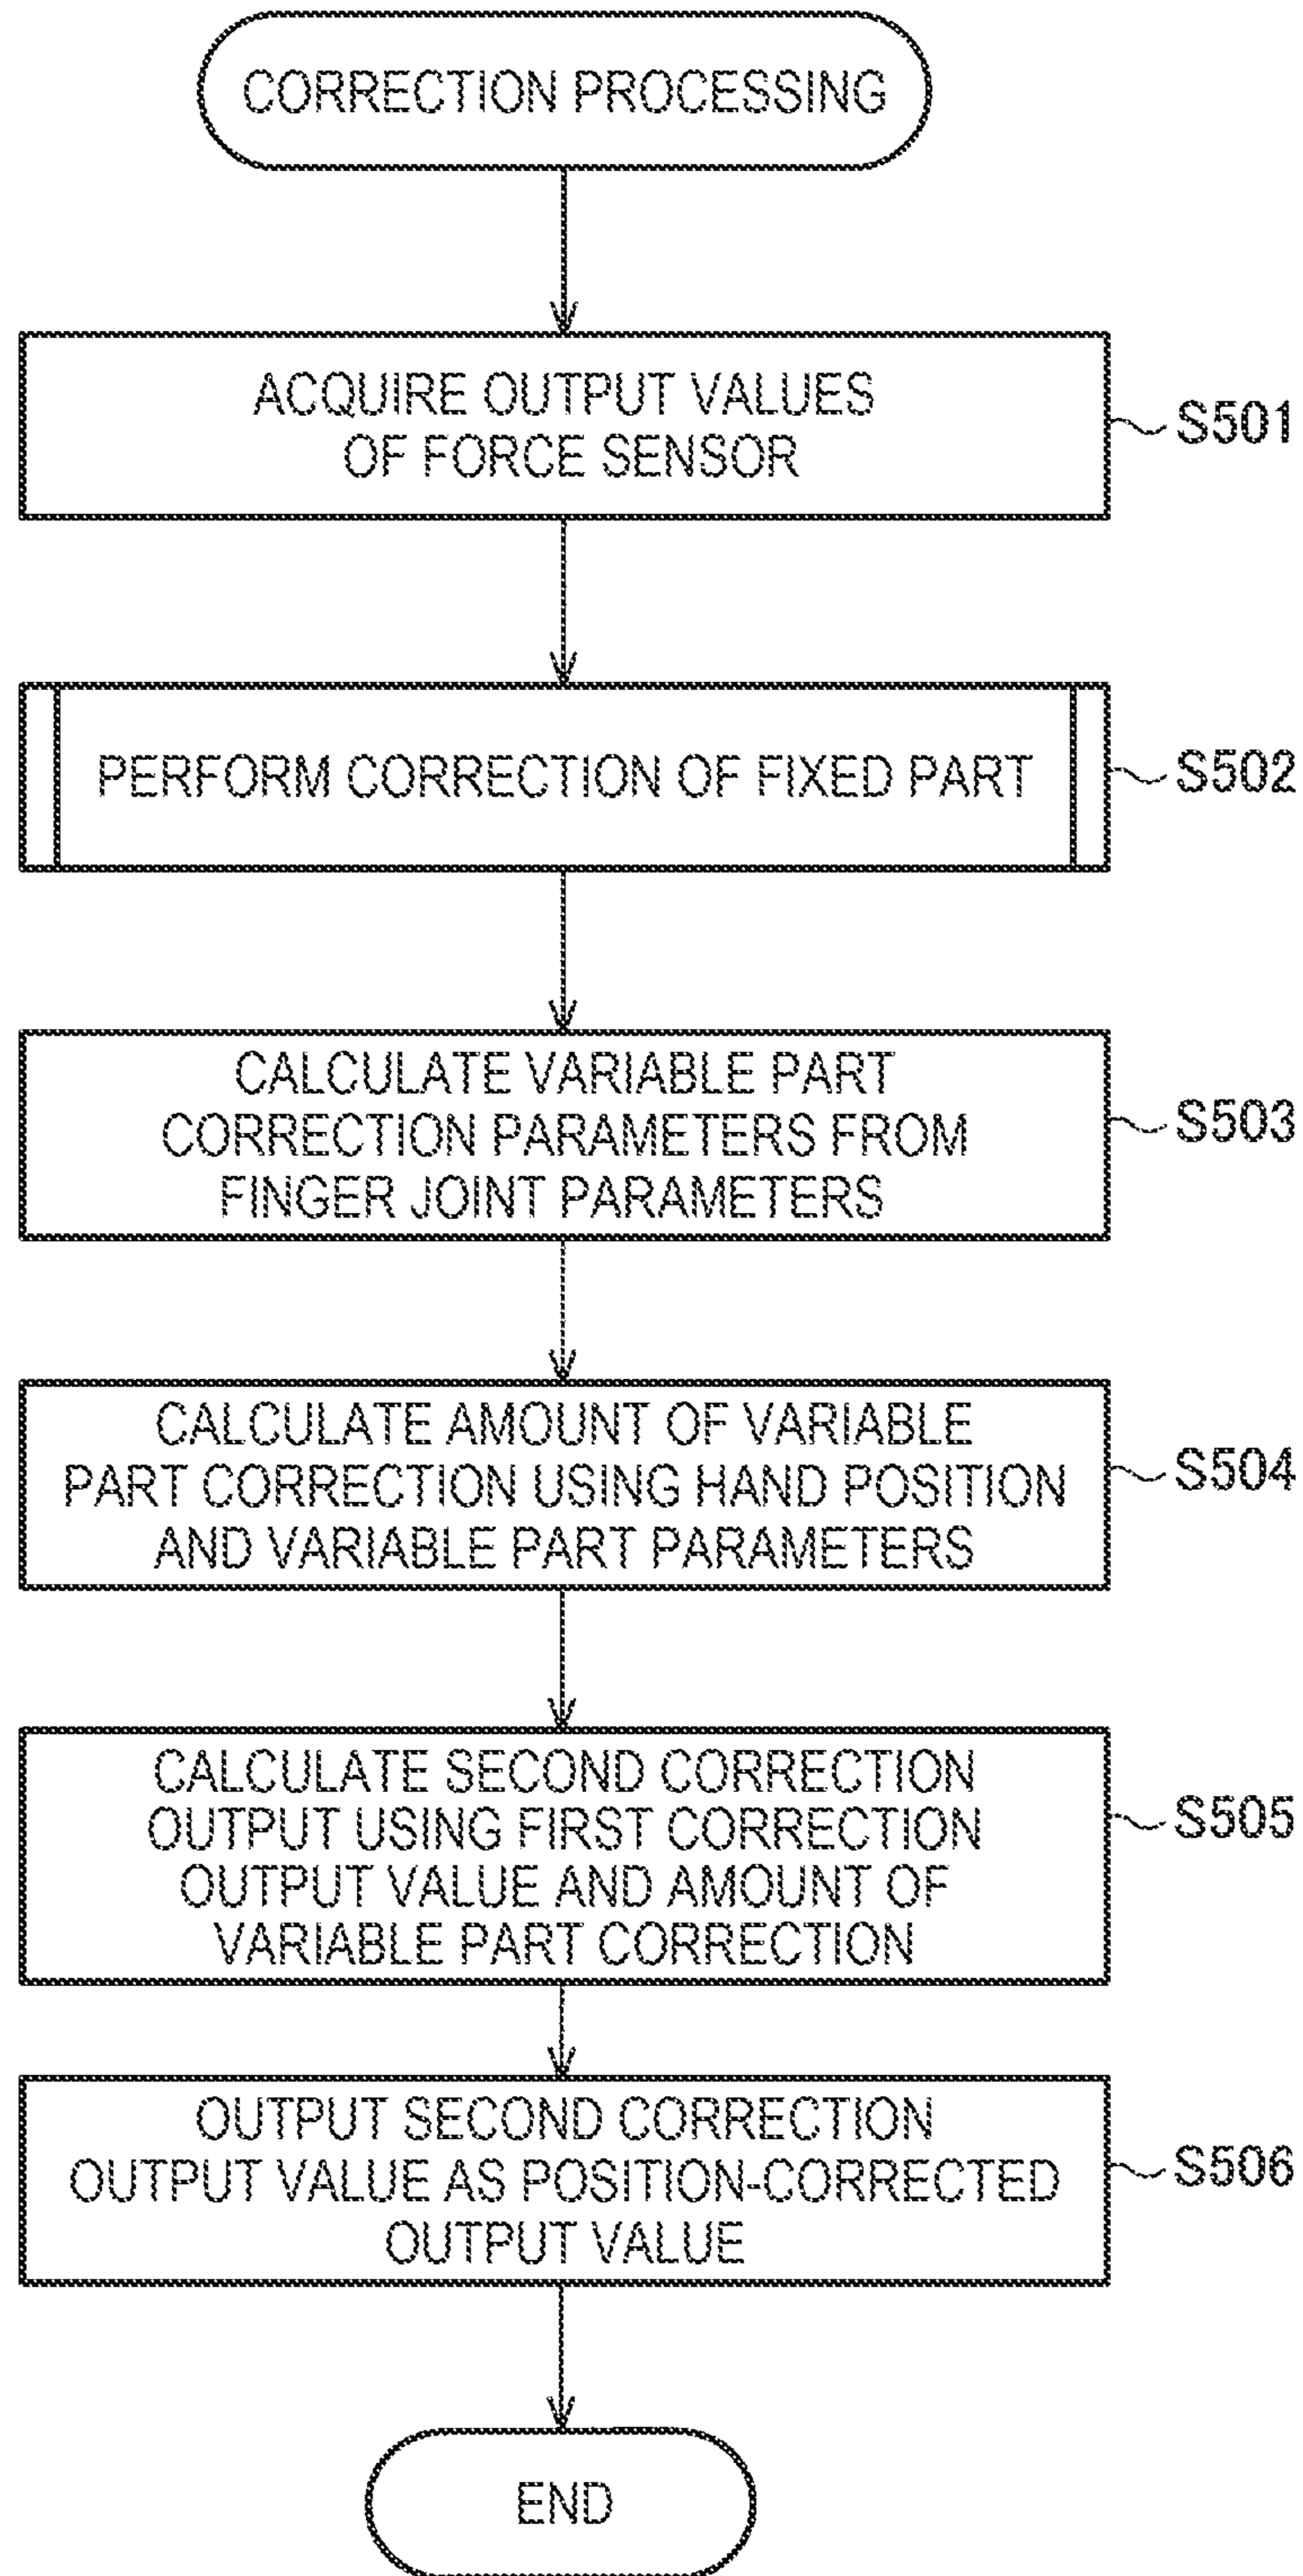 CORRECTION PROCESSING
ACQUIRE OUTPUT VALUES
OF FORCE SENSOR
S501
PERFORM CORRECTION OF FIXED PART
S502
CALCULATE VARIABLE PART
CORRECTION PARAMETERS FROM
FINGER JOINT PARAMETERS
S503
CALCULATE AMOUNT OF VARIABLE
PART CORRECTION USING HAND POSITION
AND VARIABLE PART PARAMETERS
S504
CALCULATE SECOND CORRECTION
OUTPUT USING FIRST CORRECTION
OUTPUT VALUE AND AMOUNT OF
VARIABLE PART CORRECTION
S505
OUTPUT SECOND CORRECTION
OUTPUT VALUE AS POSITION-CORRECTED
OUTPUT VALUE
S506
END